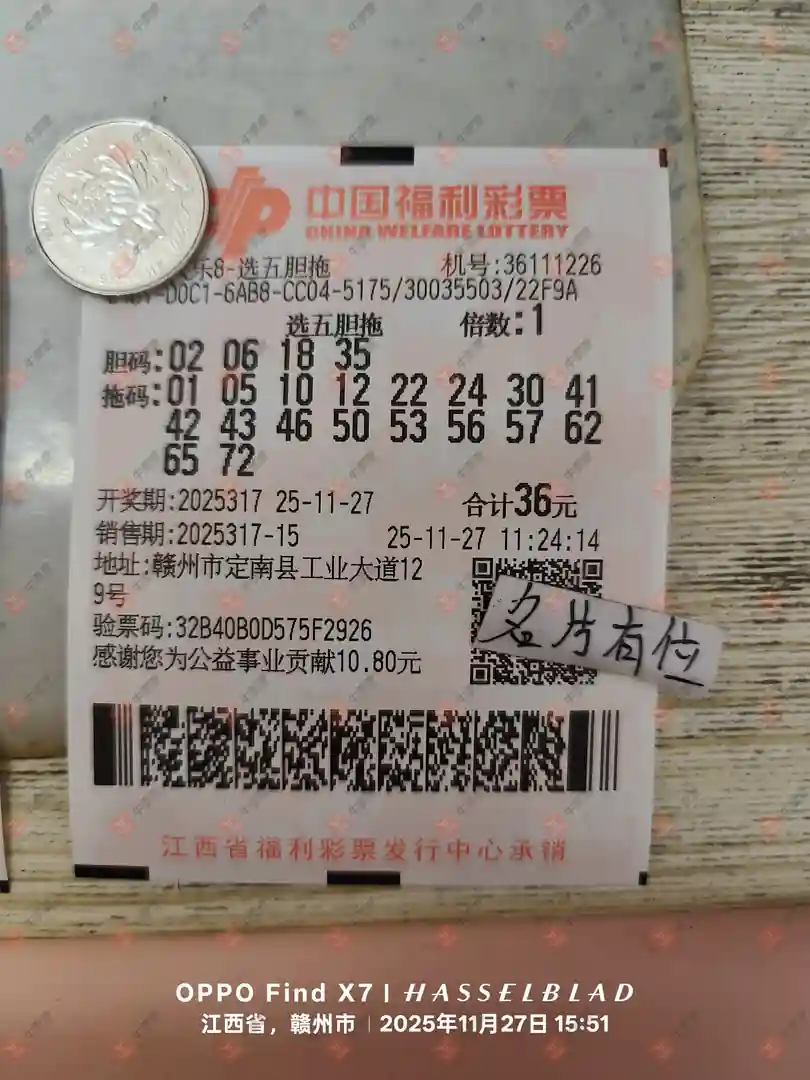 中国福利彩票
CHINA WELFARE LOTTERY
乐8-选五胆拖 机号:36111226
-D0C1-6AB8-CC04-5175/30035503/22F9A
选五胆拖 倍数:1
胆码:02 06 18 35
拖码:01 05 10 12 22 24 30 41
42 43 46 50 53 56 57 62
65 72
开奖期:2025317 25-11-27 合计36元
销售期:2025317-15 25-11-27 11:24:14
地址:赣州市定南县工业大道12
9号
验票码:32B40B0D575F2926
感谢您为公益事业贡献10.80元
名片有位
江西省福利彩票发行中心承销
OPPO Find X7 | HASSELBLAD
江西省，赣州市 | 2025年11月27日 15:51